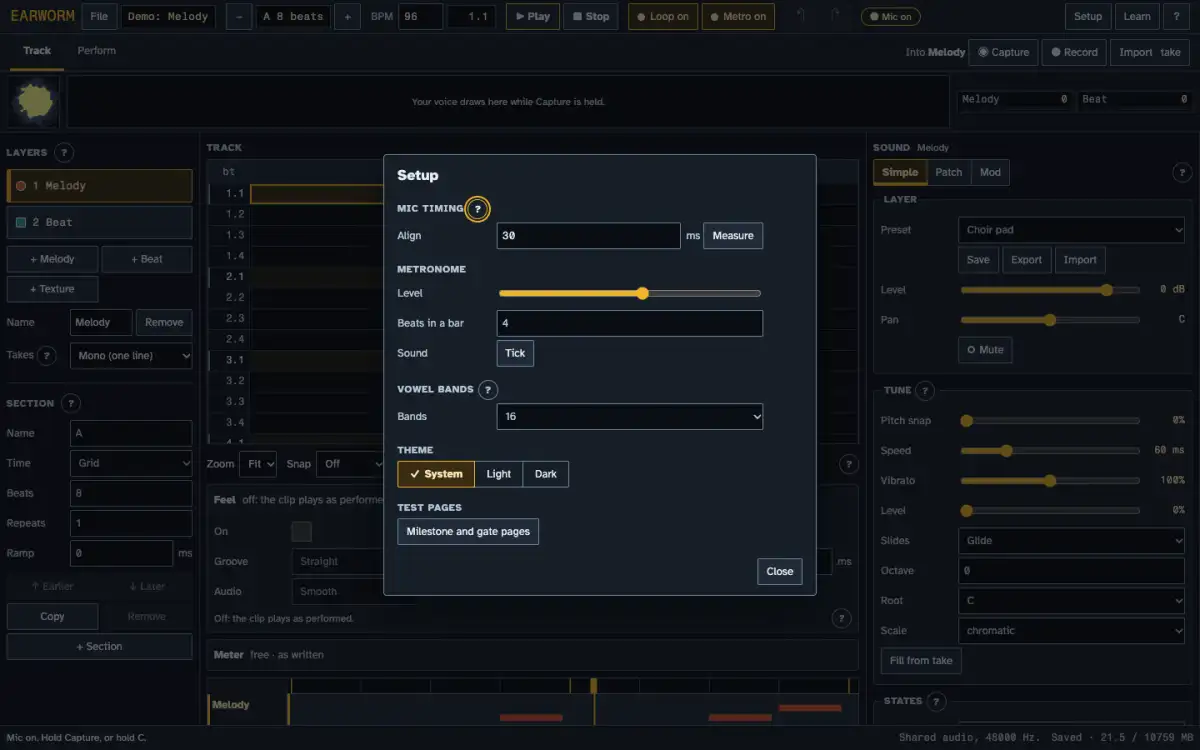 EARWORM File Demo: Melody - A 8 beats + BPM 96 1.1 Play Stop Loop on Metro on Mic on Setup Learn ?
Track Perform Into Melody Capture Record Import take
Your voice draws here while Capture is held.
Melody 0 Beat 0
LAYERS ?
1 Melody
2 Beat
+ Melody + Beat
+ Texture
Name Melody Remove
Takes ? Mono (one line)
SECTION ?
Name A
Time Grid
Beats 8
Repeats 1
Ramp 0 ms
↑ Earlier ↓ Later
Copy Remove
+ Section
TRACK
bt
1.1
1.2
1.3
1.4
2.1
2.2
2.3
2.4
3.1
3.2
3.3
3.4
4.1
Zoom Fit Snap Off ?
Feel off: the clip plays as performe
On
Groove Straight ms
Audio Smooth
Off: the clip plays as performed. ?
Meter free · as written
Melody
Setup
MIC TIMING ?
Align 30 ms Measure
METRONOME
Level
Beats in a bar 4
Sound Tick
VOWEL BANDS ?
Bands 16
THEME
✓ System Light Dark
TEST PAGES
Milestone and gate pages
Close
SOUND Melody
Simple Patch Mod ?
LAYER
Preset Choir pad
Save Export Import
Level 0 dB
Pan C
Mute
TUNE ?
Pitch snap 0%
Speed 60 ms
Vibrato 100%
Level 0%
Slides Glide
Octave 0
Root C
Scale chromatic
Fill from take
STATES ?
Mic on. Hold Capture, or hold C. Shared audio, 48000 Hz. Saved · 21.5 / 10759 MB